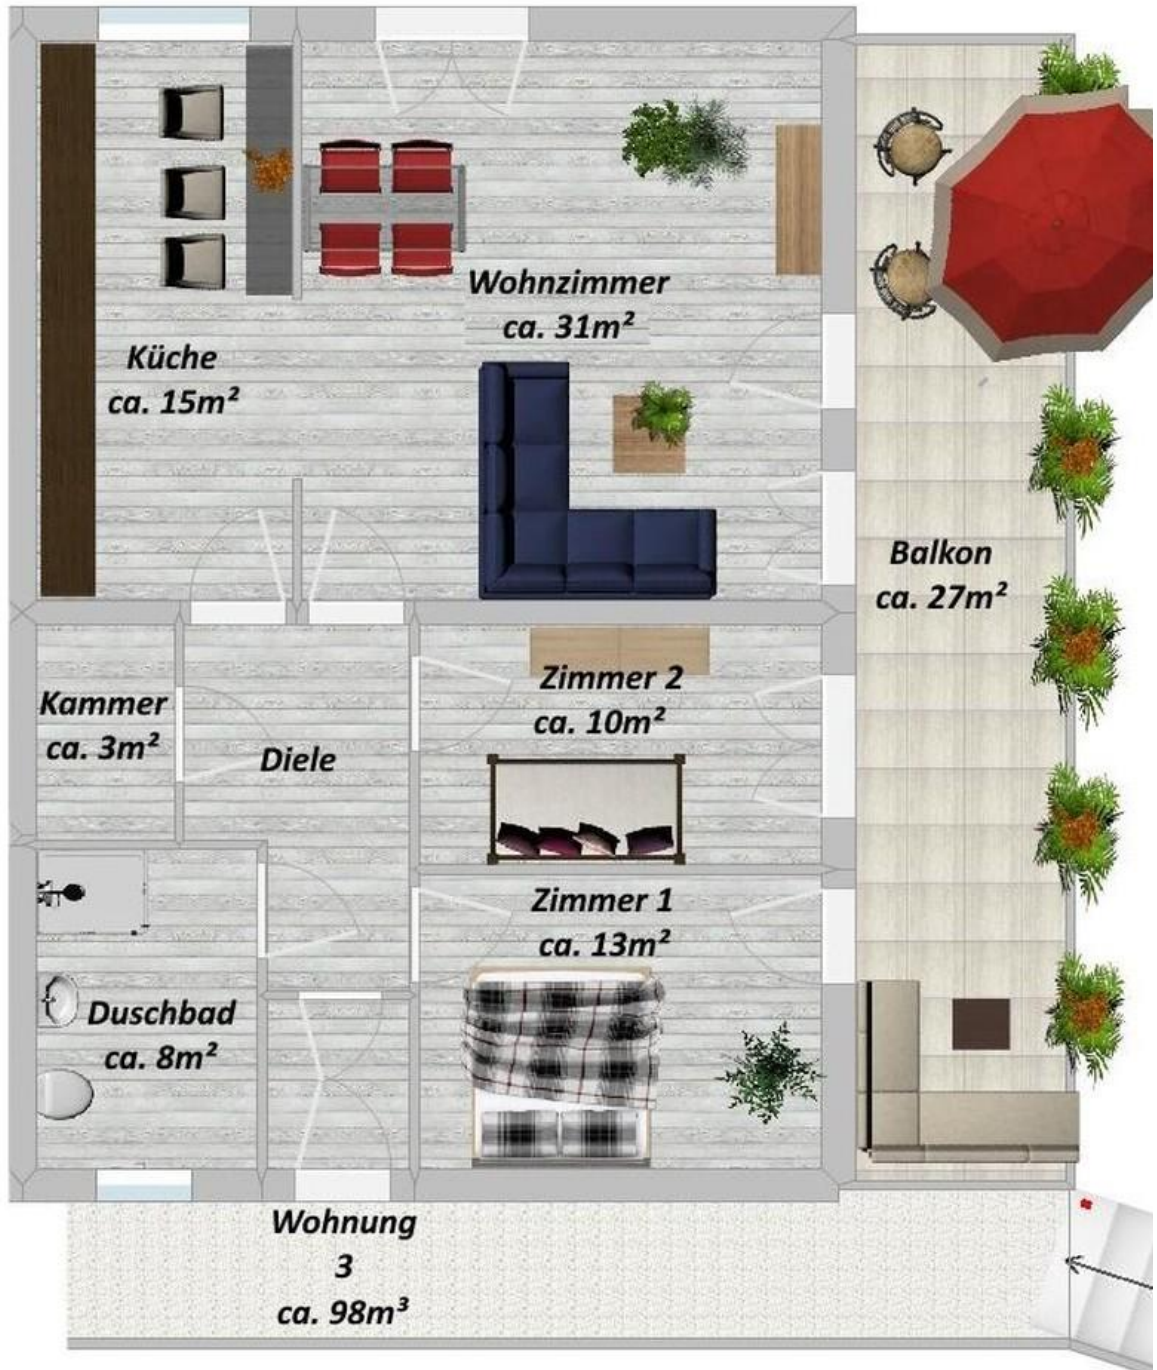 Wohnzimmer
ca. 31m²
Küche
ca. 15m²
Balkon
ca. 27m²
Zimmer 2
ca. 10m²
Kammer
ca. 3m²
Diele
Zimmer 1
ca. 13m²
Duschbad
ca. 8m²
Wohnung
3
ca. 98m³